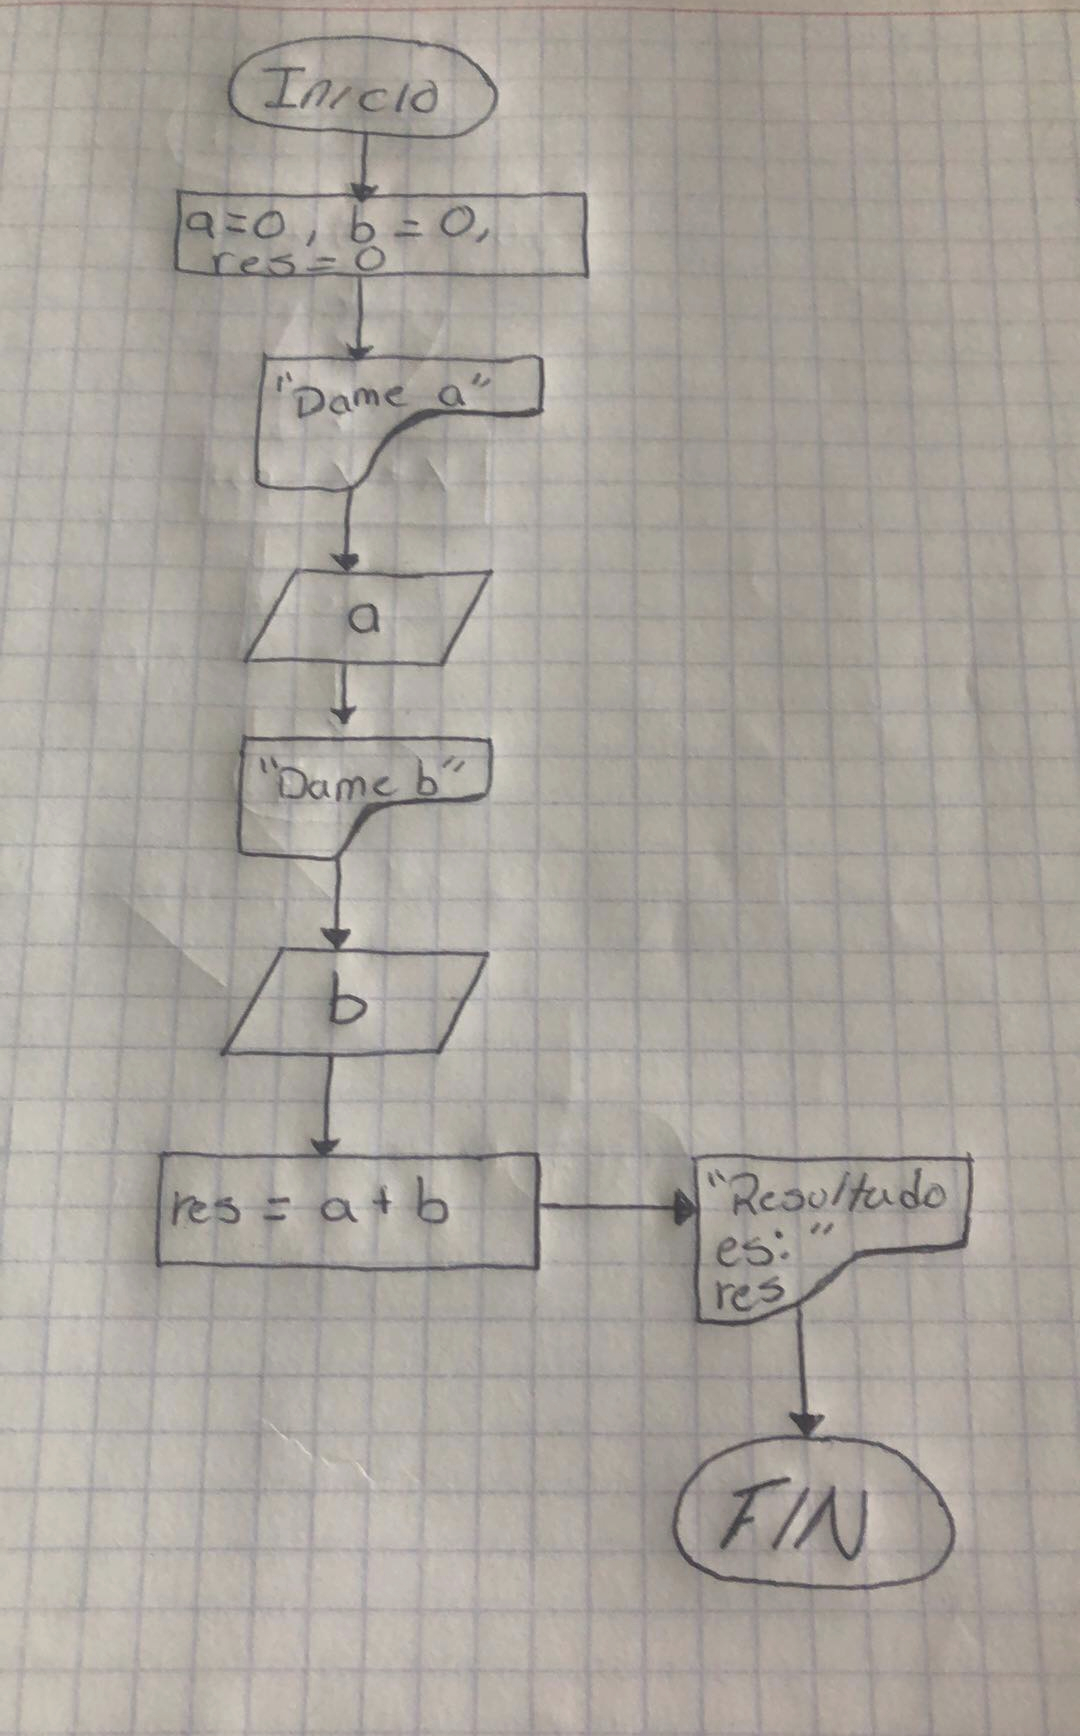 Inicio
a=0, b=0,
res=0
"Dame a"
a
"Dame b"
b
res = a+b
"Resultado
es: "
res
FIN